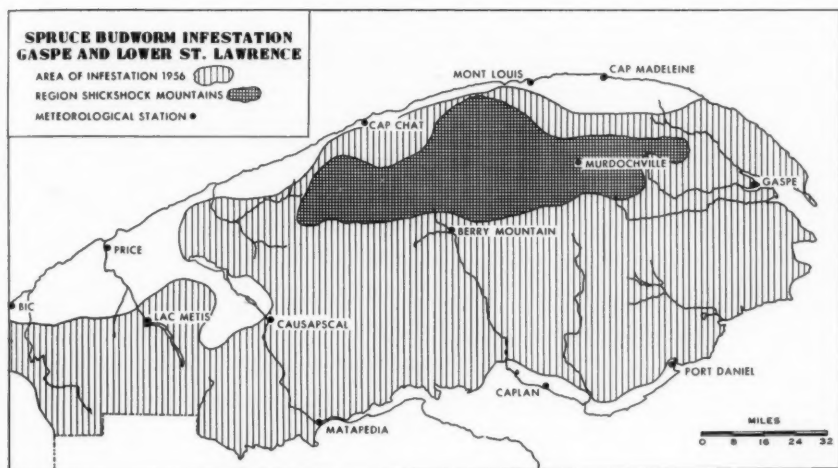 SPRUCE BUDWORM INFESTATION
GASPE AND LOWER ST. LAWRENCE
AREA OF INFESTATION 1956
REGION SHICKSHOCK MOUNTAINS
METEOROLOGICAL STATION
MONT LOUIS
CAP MADELEINE
CAP CHAT
MURDOCHVILLE
GASPE
BERRY MOUNTAIN
PRICE
BIC
LAC METIS
CAUSAPSCAL
PORT DANIEL
CAPLAN
MATAPEDIA
MILES
0 8 16 24 32